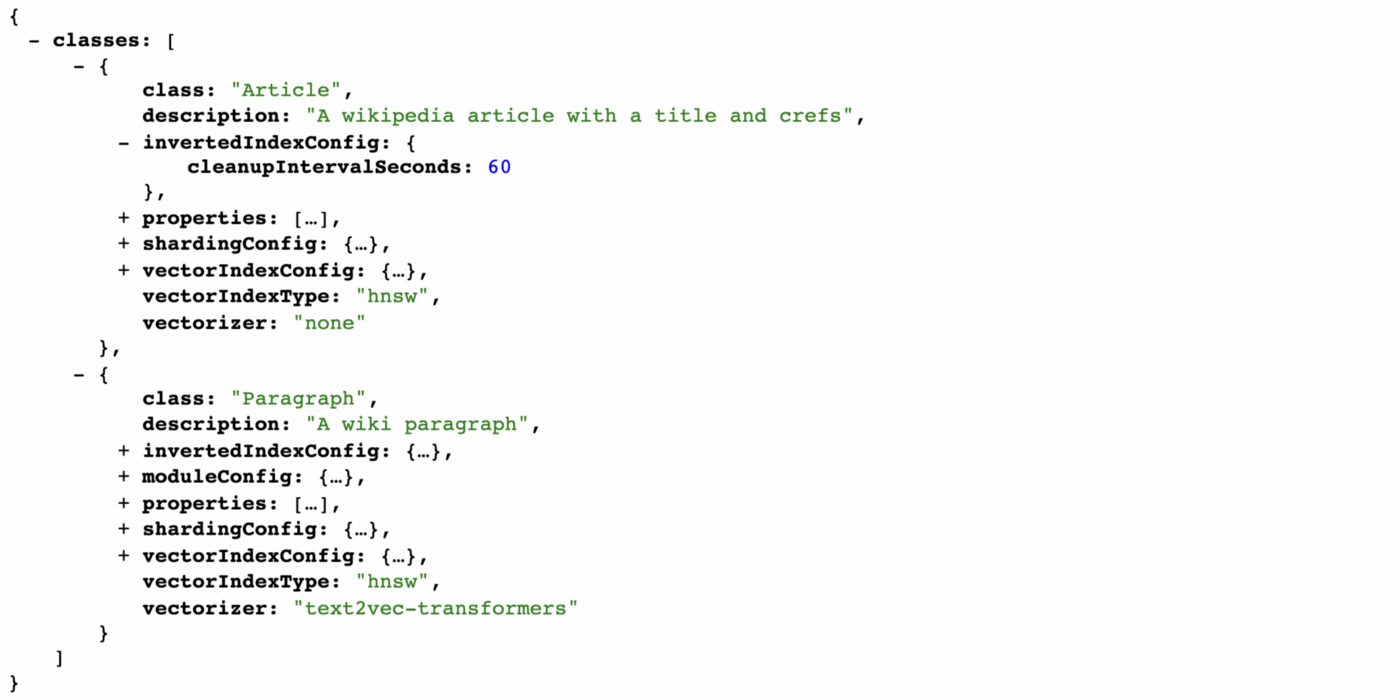 {
- classes: [
- {
class: "Article",
description: "A wikipedia article with a title and crefs",
- invertedIndexConfig: {
cleanupIntervalSeconds: 60
},
+ properties: […],
+ shardingConfig: {…},
+ vectorIndexConfig: {…},
vectorIndexType: "hnsw",
vectorizer: "none"
},
- {
class: "Paragraph",
description: "A wiki paragraph",
+ invertedIndexConfig: {…},
+ moduleConfig: {…},
+ properties: […],
+ shardingConfig: {…},
+ vectorIndexConfig: {…},
vectorIndexType: "hnsw",
vectorizer: "text2vec-transformers"
}
]
}